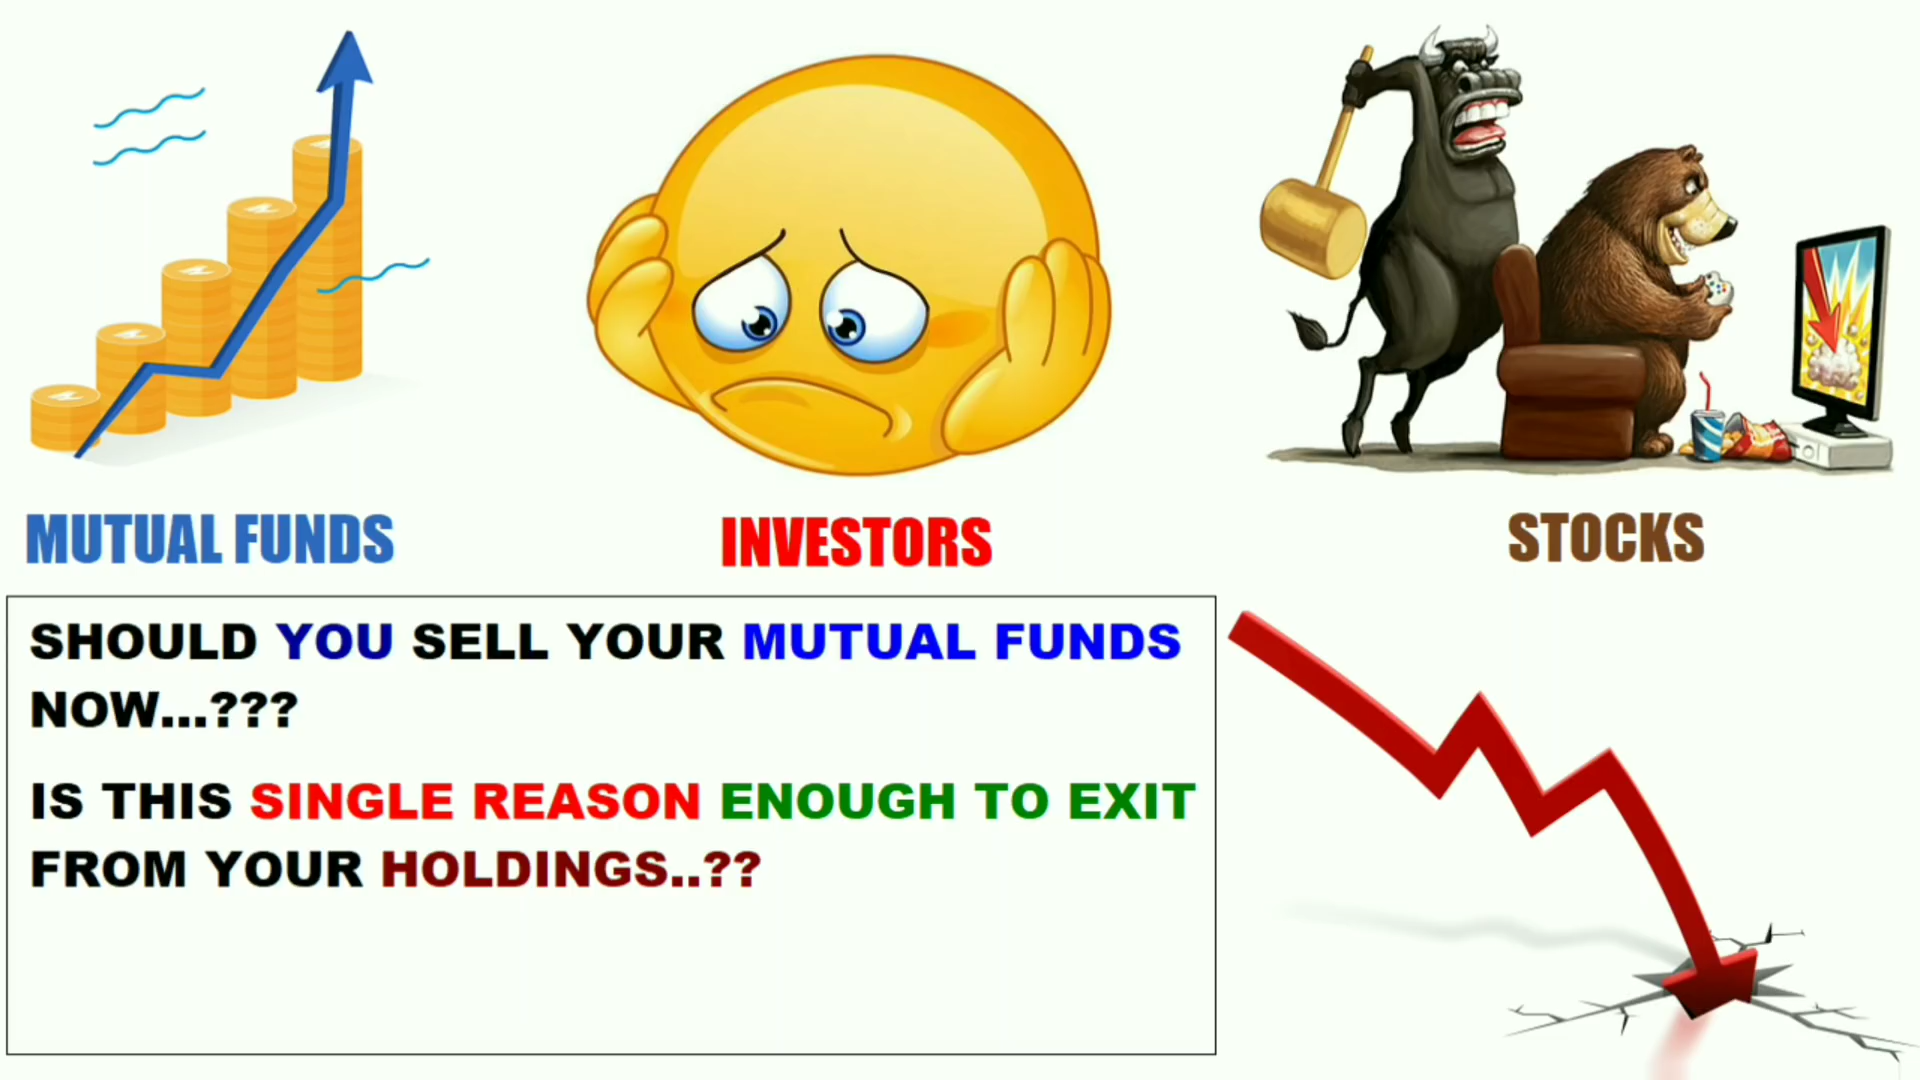 MUTUAL FUNDS
INVESTORS
STOCKS
SHOULD YOU SELL YOUR MUTUAL FUNDS
NOW...???
IS THIS SINGLE REASON ENOUGH TO EXIT
FROM YOUR HOLDINGS..??